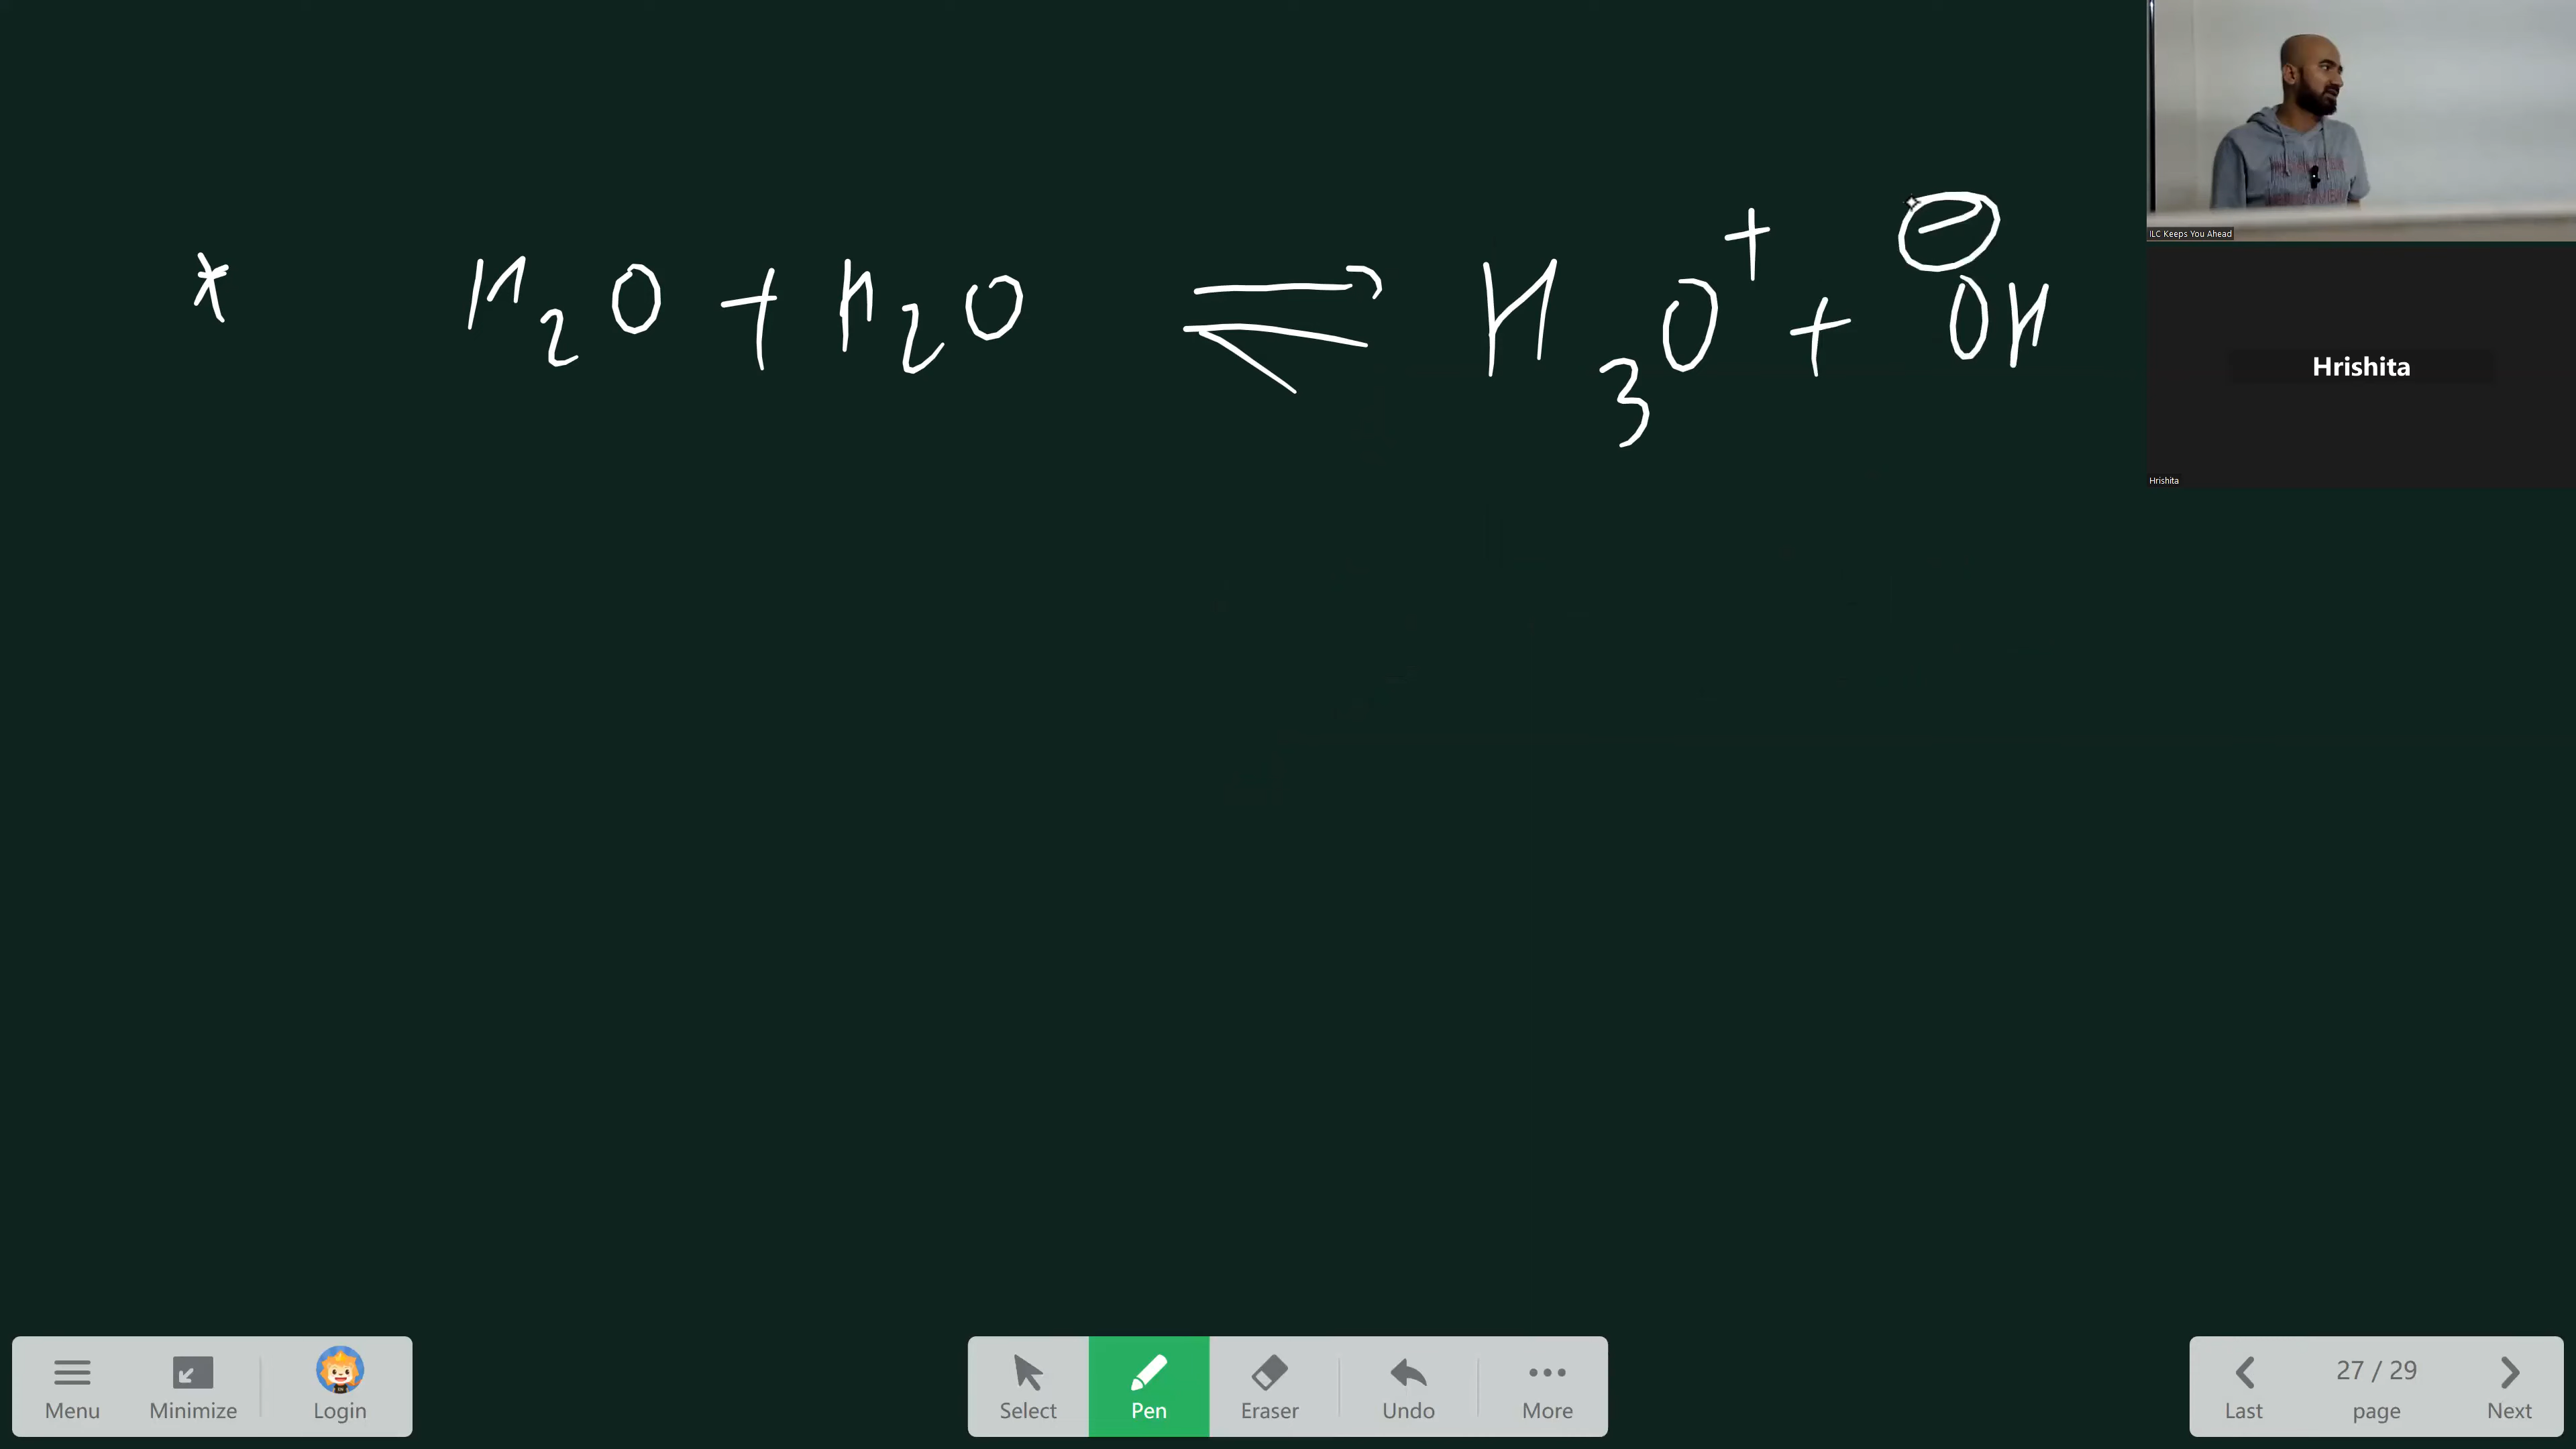 * H₂O + H₂O ⇌ H₃O⁺ + ⊖OH
ILC Keeps You Ahead
Hrishita
Hrishita
Menu Minimize Login Select Pen Eraser Undo More Last 27 / 29 page Next